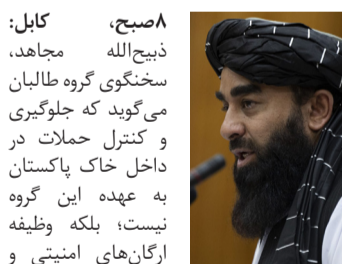 ۸صبح، کابل:
ذبیح‌الله مجاهد،
سخنگوی گروه طالبان
می‌گوید که جلوگیری
و کنترل حملات در
داخل خاک پاکستان
به عهده این گروه
نیست؛ بلکه وظیفه
ارگان‌های امنیتی و